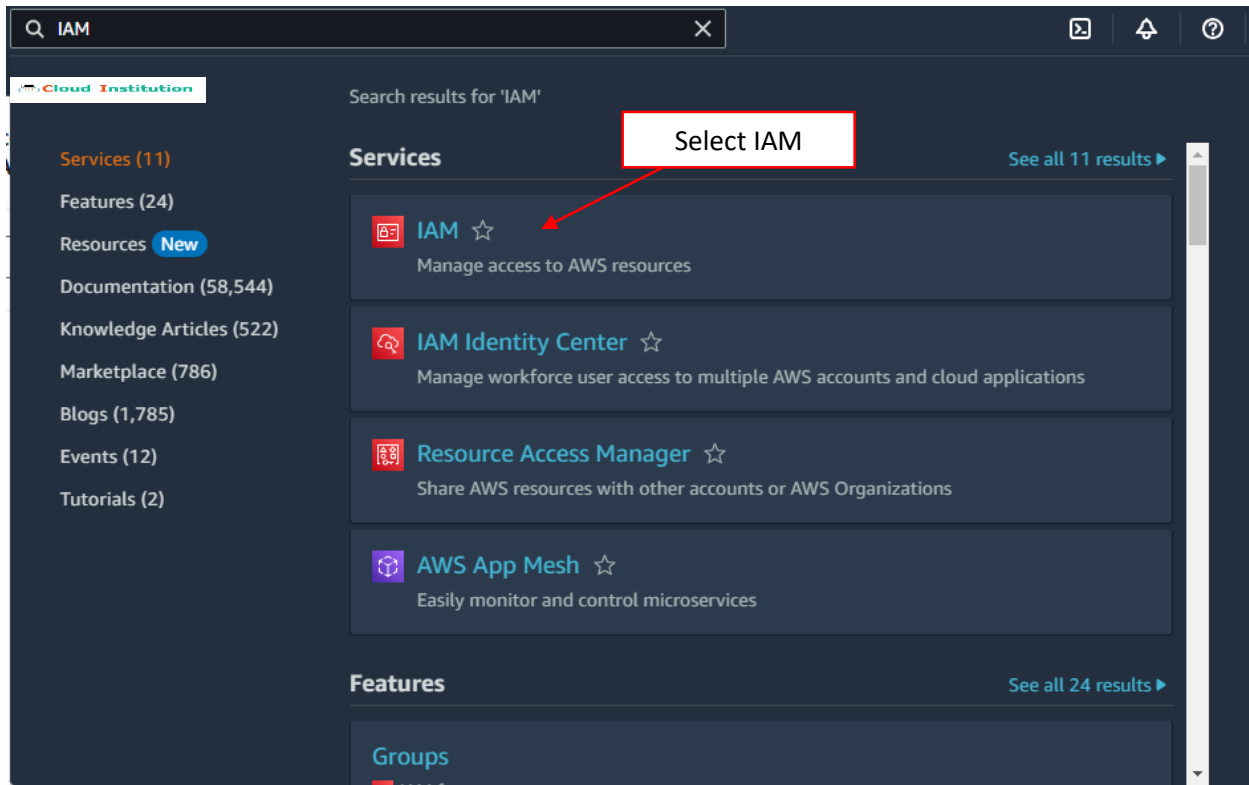 IAM
Cloud Institution
Search results for 'IAM'
Select IAM
Services (11)
Features (24)
Resources New
Documentation (58,544)
Knowledge Articles (522)
Marketplace (786)
Blogs (1,785)
Events (12)
Tutorials (2)
Services
See all 11 results
IAM
Manage access to AWS resources
IAM Identity Center
Manage workforce user access to multiple AWS accounts and cloud applications
Resource Access Manager
Share AWS resources with other accounts or AWS Organizations
AWS App Mesh
Easily monitor and control microservices
Features
See all 24 results
Groups